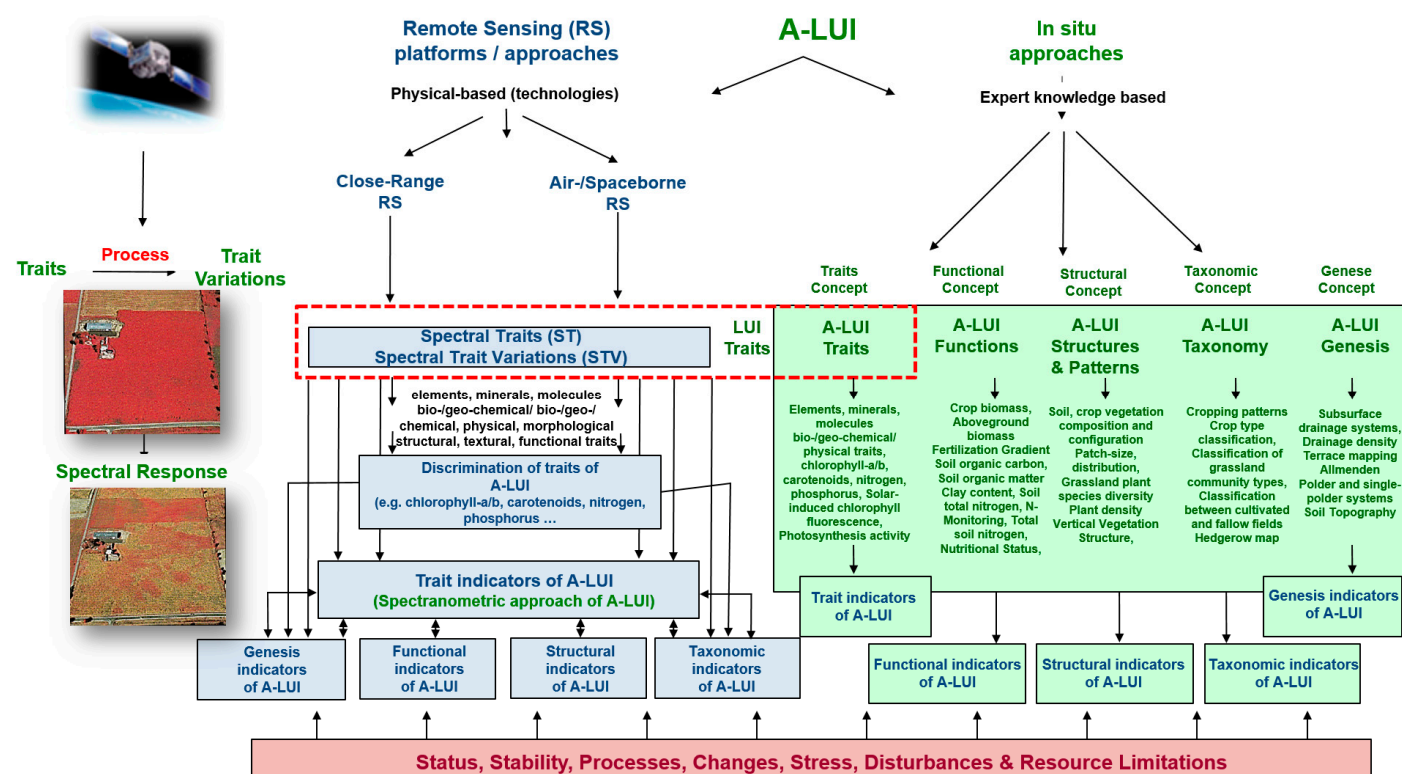 Remote Sensing (RS)
platforms / approaches
Physical-based (technologies)
A-LUI
In situ
approaches
Expert knowledge based
Close-Range
RS
Air-/Spaceborne
RS
Process
Traits
Trait
Variations
Spectral Response
Spectral Traits (ST)
Spectral Trait Variations (STV)
LUI
Traits
elements, minerals, molecules
bio-/geo-chemical/ bio-/geo-/
chemical, physical, morphological
structural, textural, functional traits
Discrimination of traits of
A-LUI
(e.g. chlorophyll-a/b, carotenoids, nitrogen,
phosphorus ...
Trait indicators of A-LUI
(Spectranometric approach of A-LUI)
Genesis
indicators
of A-LUI
Functional
indicators
of A-LUI
Structural
indicators
of A-LUI
Taxonomic
indicators
of A-LUI
Traits
Concept
Functional
Concept
Structural
Concept
Taxonomic
Concept
Genese
Concept
A-LUI
Traits
A-LUI
Functions
A-LUI
Structures
& Patterns
A-LUI
Taxonomy
A-LUI
Genesis
Elements, minerals,
molecules
bio-/geo-chemical/
physical traits,
chlorophyll-a/b,
carotenoids, nitrogen,
phosphorus, Solar-
induced chlorophyll
fluorescence,
Photosynthesis activity
Crop biomass,
Aboveground
biomass
Fertilization Gradient
Soil organic carbon,
Soil organic matter
Clay content, Soil
total nitrogen, N-
Monitoring, Total
soil nitrogen,
Nutritional Status,
Soil, crop vegetation
composition and
configuration
Patch-size,
distribution,
Grassland plant
species diversity
Plant density
Vertical Vegetation
Structure,
Cropping patterns
Crop type
classification,
Classification of
grassland
community types,
Classification
between cultivated
and fallow fields
Hedgerow map
Subsurface
drainage systems,
Drainage density
Terrace mapping
Allmenden
Polder and single-
polder systems
Soil Topography
Trait indicators
of A-LUI
Functional indicators
of A-LUI
Structural indicators
of A-LUI
Taxonomic indicators
of A-LUI
Genesis indicators
of A-LUI
Status, Stability, Processes, Changes, Stress, Disturbances & Resource Limitations